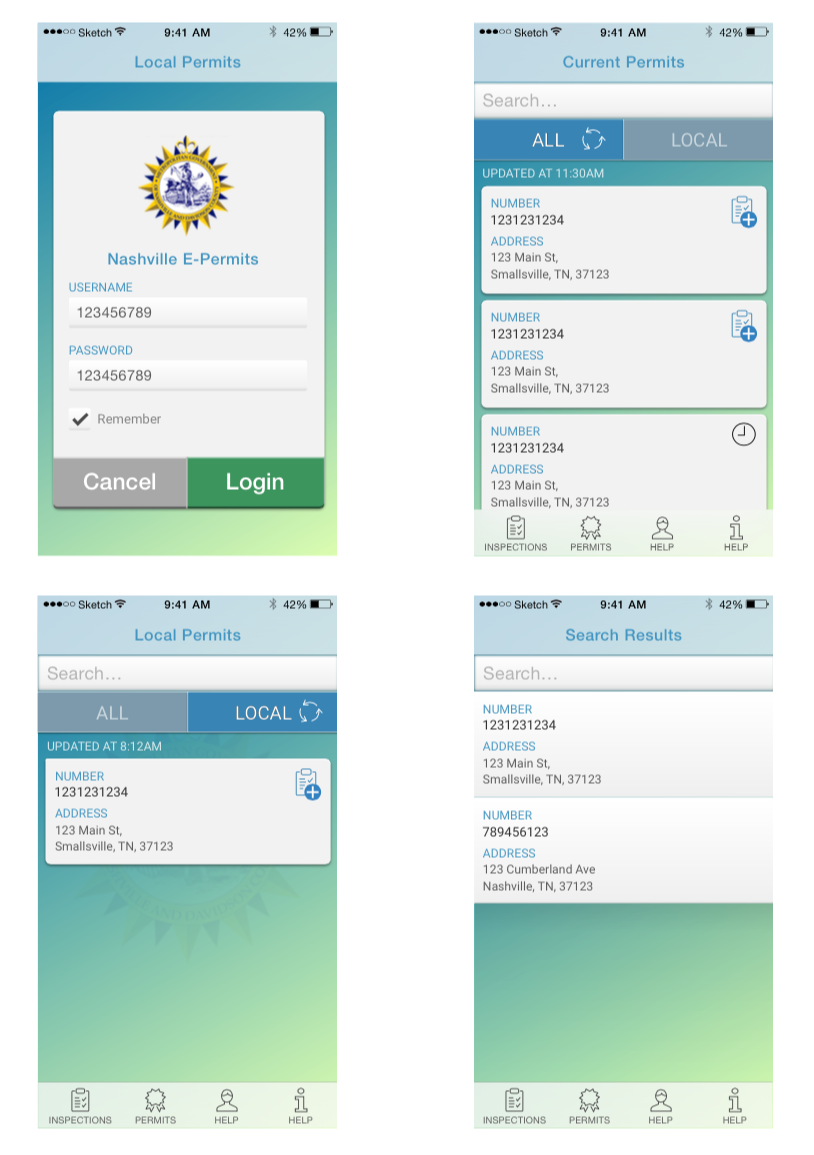 Sketch 9:41 AM 42%
Local Permits
METROPOLITAN GOVERNMENT
NASHVILLE AND DAVIDSON COUNTY
Nashville E-Permits
USERNAME
123456789
PASSWORD
123456789
Remember
Cancel Login
Sketch 9:41 AM 42%
Current Permits
Search...
ALL LOCAL
UPDATED AT 11:30AM
NUMBER
1231231234
ADDRESS
123 Main St,
Smallsville, TN, 37123
NUMBER
1231231234
ADDRESS
123 Main St,
Smallsville, TN, 37123
NUMBER
1231231234
ADDRESS
123 Main St,
Smallsville, TN, 37123
INSPECTIONS PERMITS HELP HELP
Sketch 9:41 AM 42%
Local Permits
Search...
ALL LOCAL
UPDATED AT 8:12AM
NUMBER
1231231234
ADDRESS
123 Main St,
Smallsville, TN, 37123
INSPECTIONS PERMITS HELP HELP
Sketch 9:41 AM 42%
Search Results
Search...
NUMBER
1231231234
ADDRESS
123 Main St,
Smallsville, TN, 37123
NUMBER
789456123
ADDRESS
123 Cumberland Ave
Nashville, TN, 37123
INSPECTIONS PERMITS HELP HELP